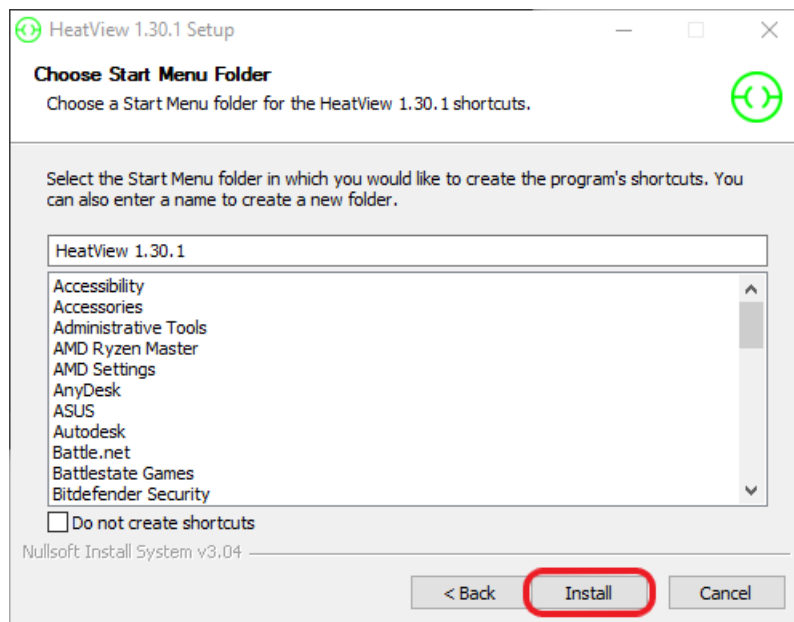 HeatView 1.30.1 Setup
Choose Start Menu Folder
Choose a Start Menu folder for the HeatView 1.30.1 shortcuts.
Select the Start Menu folder in which you would like to create the program's shortcuts. You
can also enter a name to create a new folder.
HeatView 1.30.1
Accessibility
Accessories
Administrative Tools
AMD Ryzen Master
AMD Settings
AnyDesk
ASUS
Autodesk
Battle.net
Battlestate Games
Bitdefender Security
Do not create shortcuts
Nullsoft Install System v3.04
< Back Install Cancel